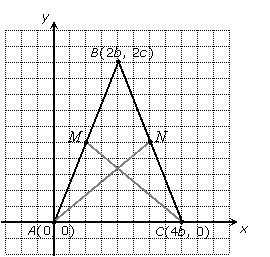 y
B(2b, 2c)
M N
A(0, 0) C(4b, 0) x